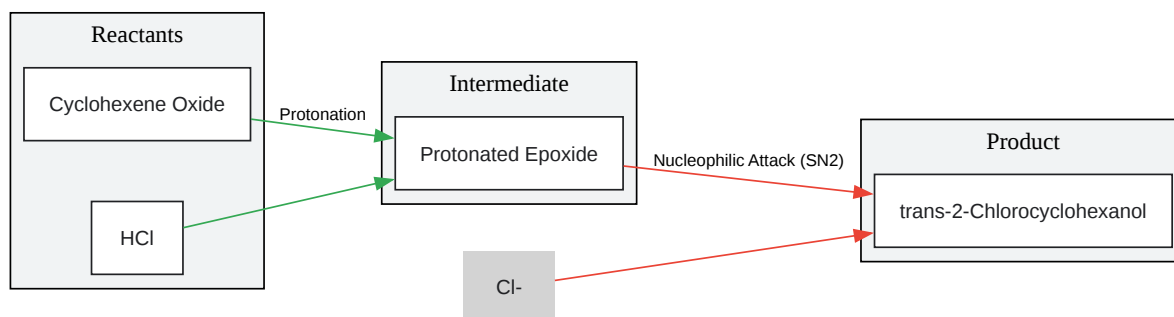 Reactants
Cyclohexene Oxide
HCl
Protonation
Intermediate
Protonated Epoxide
Cl-
Nucleophilic Attack (SN2)
Product
trans-2-Chlorocyclohexanol